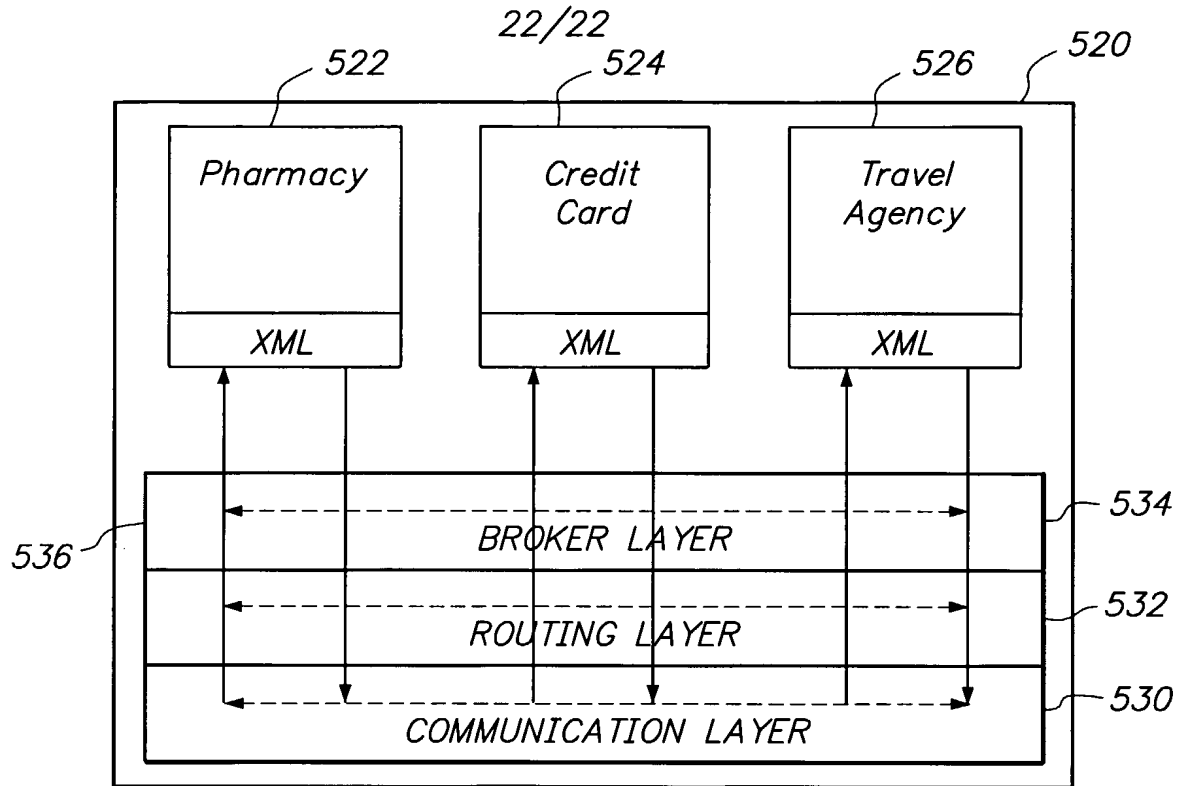 22/22
520
522
524
526
Pharmacy
Credit
Card
Travel
Agency
XML
XML
XML
534
BROKER LAYER
536
532
ROUTING LAYER
530
COMMUNICATION LAYER